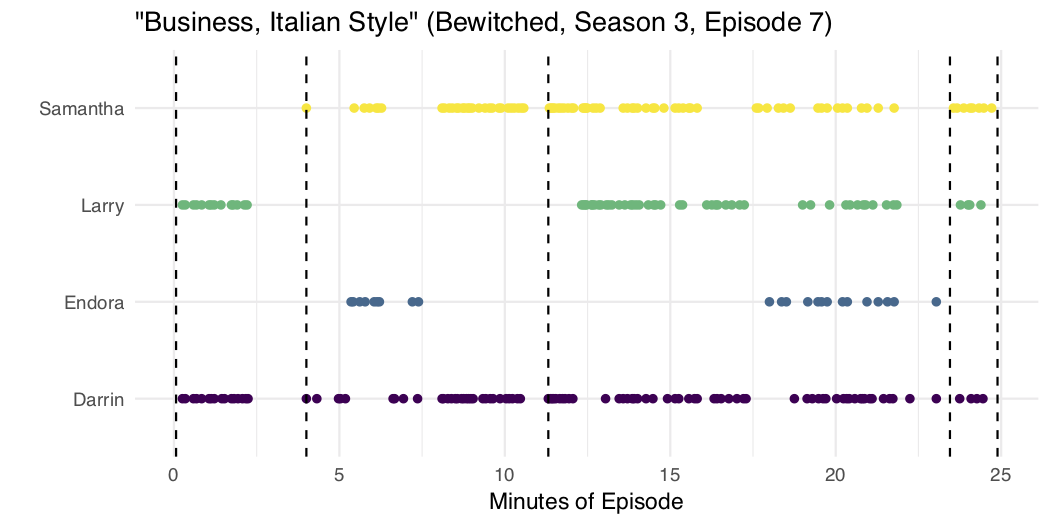 "Business, Italian Style" (Bewitched, Season 3, Episode 7)
Samantha
Larry
Endora
Darrin
0 5 10 15 20 25
Minutes of Episode